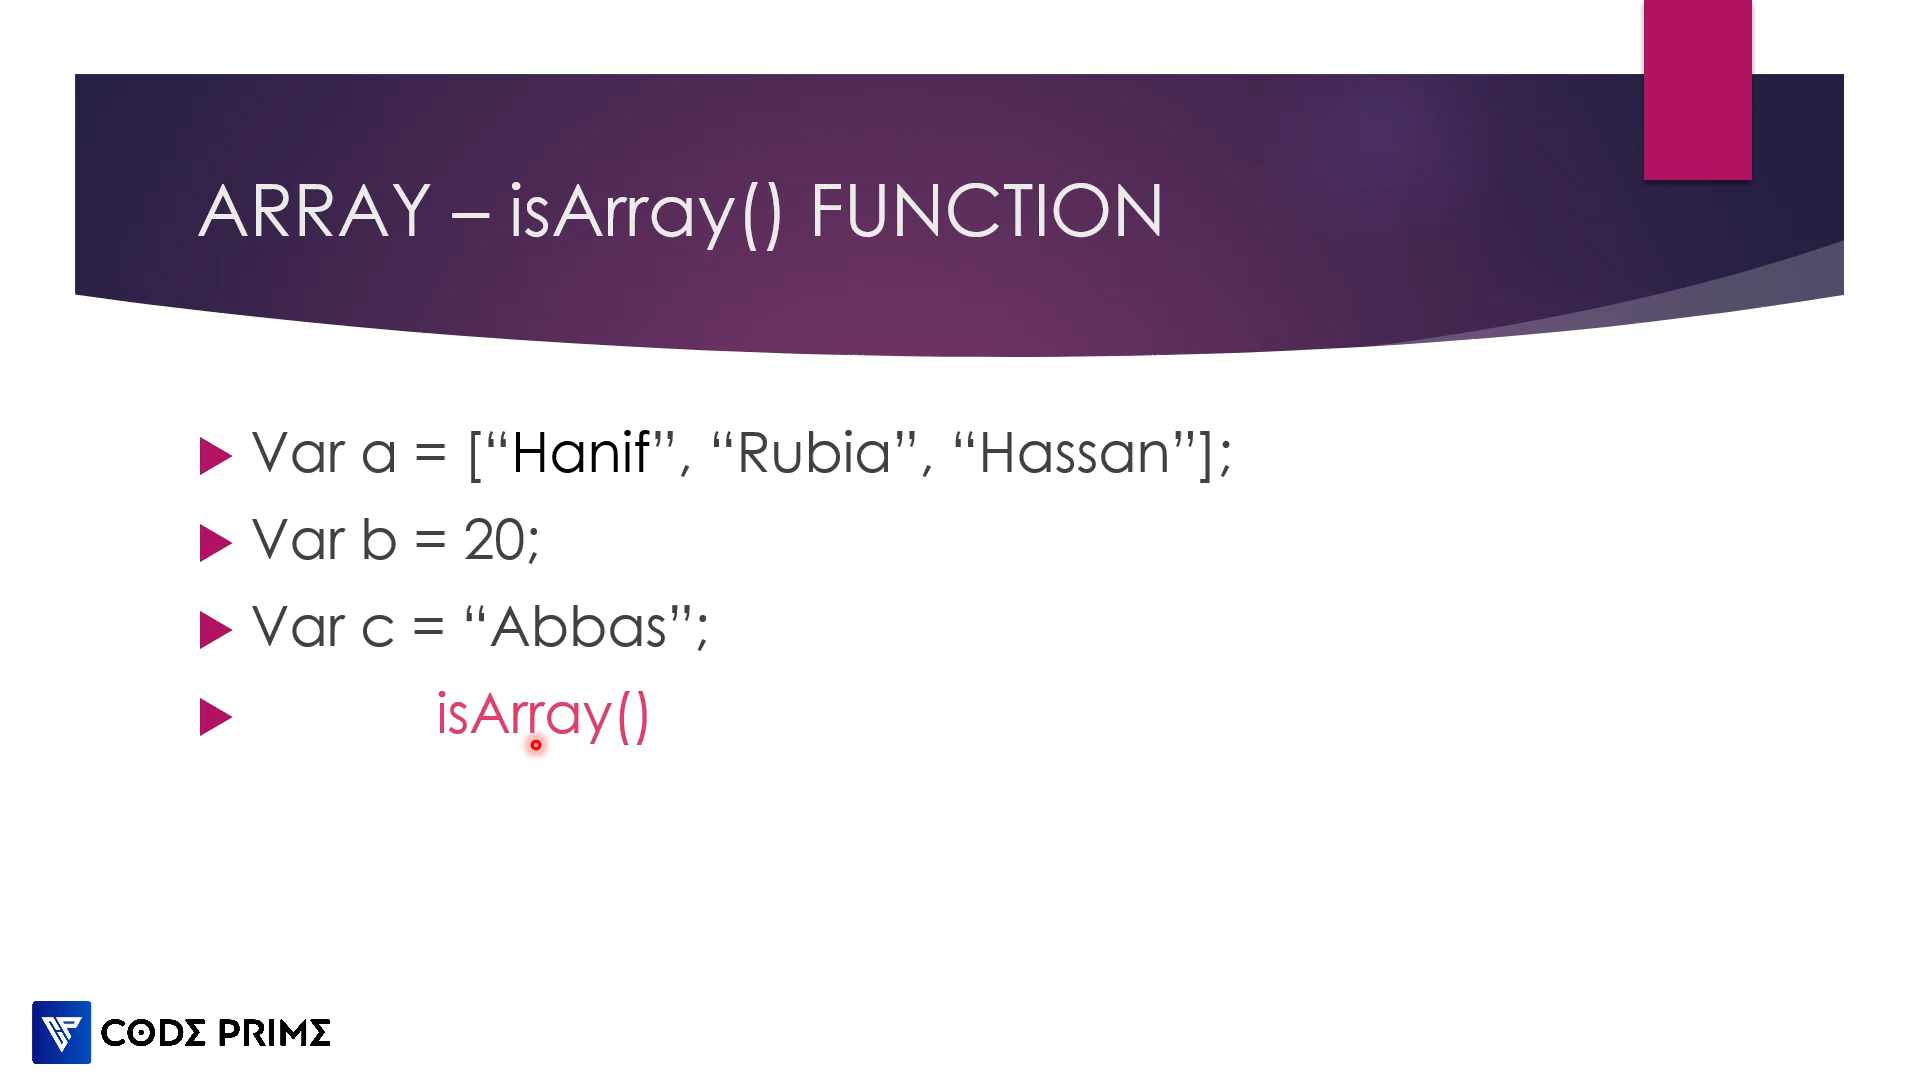 ARRAY – isArray() FUNCTION
Var a = [“Hanif”, “Rubia”, “Hassan”];
Var b = 20;
Var c = “Abbas”;
isArray()
CODΣ PRIMΣ